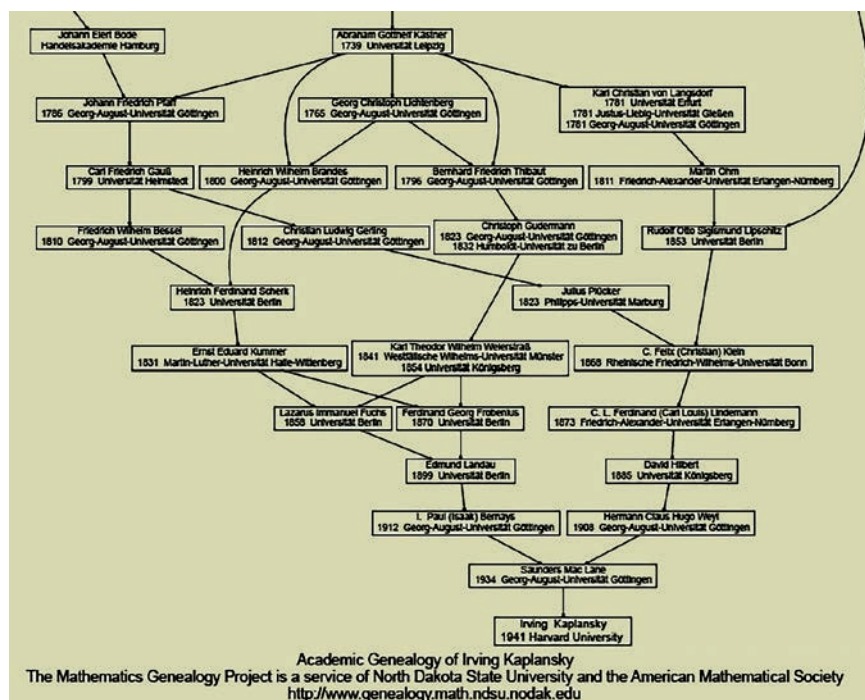 Johann Elert Bode
Handelsakademie Hamburg
Abraham Gotthelf Kästner
1739 Universität Leipzig
Johann Friedrich Pfaff
1786 Georg-August-Universität Göttingen
Georg Christoph Lichtenberg
1765 Georg-August-Universität Göttingen
Karl Christian von Langsdorf
1781 Universität Erfurt
1781 Justus-Liebig-Universität Gießen
1781 Georg-August-Universität Göttingen
Carl Friedrich Gauß
1799 Universität Helmstedt
Heinrich Wilhelm Brandes
1800 Georg-August-Universität Göttingen
Bernhard Friedrich Thibaut
1796 Georg-August-Universität Göttingen
Martin Ohm
1811 Friedrich-Alexander-Universität Erlangen-Nürnberg
Friedrich Wilhelm Bessel
1810 Georg-August-Universität Göttingen
Christian Ludwig Gerling
1812 Georg-August-Universität Göttingen
Christoph Gudermann
1823 Georg-August-Universität Göttingen
1832 Humboldt-Universität zu Berlin
Rudolf Otto Sigismund Lipschitz
1853 Universität Berlin
Heinrich Ferdinand Scherk
1823 Universität Berlin
Julius Plücker
1823 Philipps-Universität Marburg
Ernst Eduard Kummer
1831 Martin-Luther-Universität Halle-Wittenberg
Karl Theodor Wilhelm Weierstraß
1841 Westfälische Wilhelms-Universität Münster
1854 Universität Königsberg
C. Felix (Christian) Klein
1868 Rheinische Friedrich-Wilhelms-Universität Bonn
Lazarus Immanuel Fuchs
1858 Universität Berlin
Ferdinand Georg Frobenius
1870 Universität Berlin
C. L. Ferdinand (Carl Louis) Lindemann
1873 Friedrich-Alexander-Universität Erlangen-Nürnberg
Edmund Landau
1899 Universität Berlin
David Hilbert
1885 Universität Königsberg
I. Paul (Isaak) Bernays
1912 Georg-August-Universität Göttingen
Hermann Claus Hugo Weyl
1908 Georg-August-Universität Göttingen
Saunders Mac Lane
1934 Georg-August-Universität Göttingen
Irving Kaplansky
1941 Harvard University
Academic Genealogy of Irving Kaplansky
The Mathematics Genealogy Project is a service of North Dakota State University and the American Mathematical Society
http://www.genealogy.math.ndsu.nodak.edu